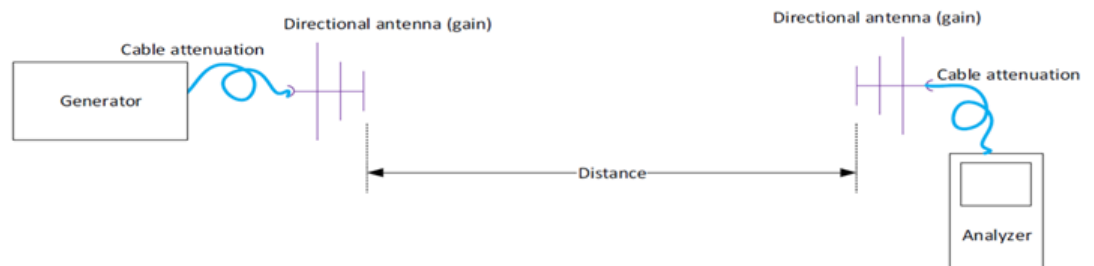 Directional antenna (gain)
Directional antenna (gain)
Cable attenuation
Cable attenuation
Generator
Distance
Analyzer